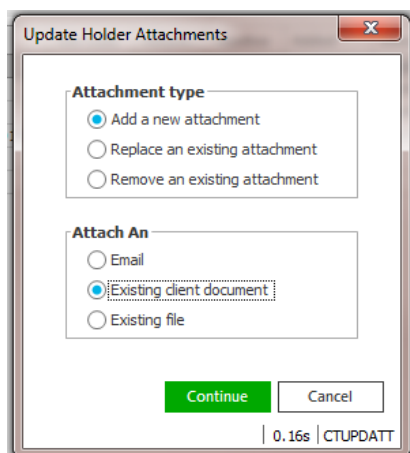 Update Holder Attachments
Attachment type
Add a new attachment
Replace an existing attachment
Remove an existing attachment
Attach An
Email
Existing client document
Existing file
Continue Cancel
0.16s CTUPDATT